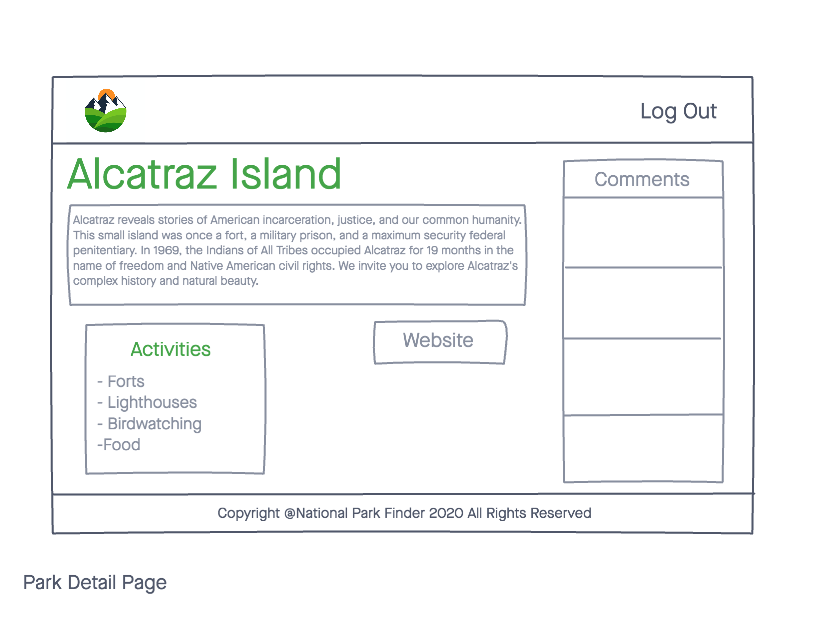 Log Out
Alcatraz Island
Alcatraz reveals stories of American incarceration, justice, and our common humanity.
This small island was once a fort, a military prison, and a maximum security federal
penitentiary. In 1969, the Indians of All Tribes occupied Alcatraz for 19 months in the
name of freedom and Native American civil rights. We invite you to explore Alcatraz's
complex history and natural beauty.
Comments
Website
Activities
- Forts
- Lighthouses
- Birdwatching
-Food
Copyright @National Park Finder 2020 All Rights Reserved
Park Detail Page